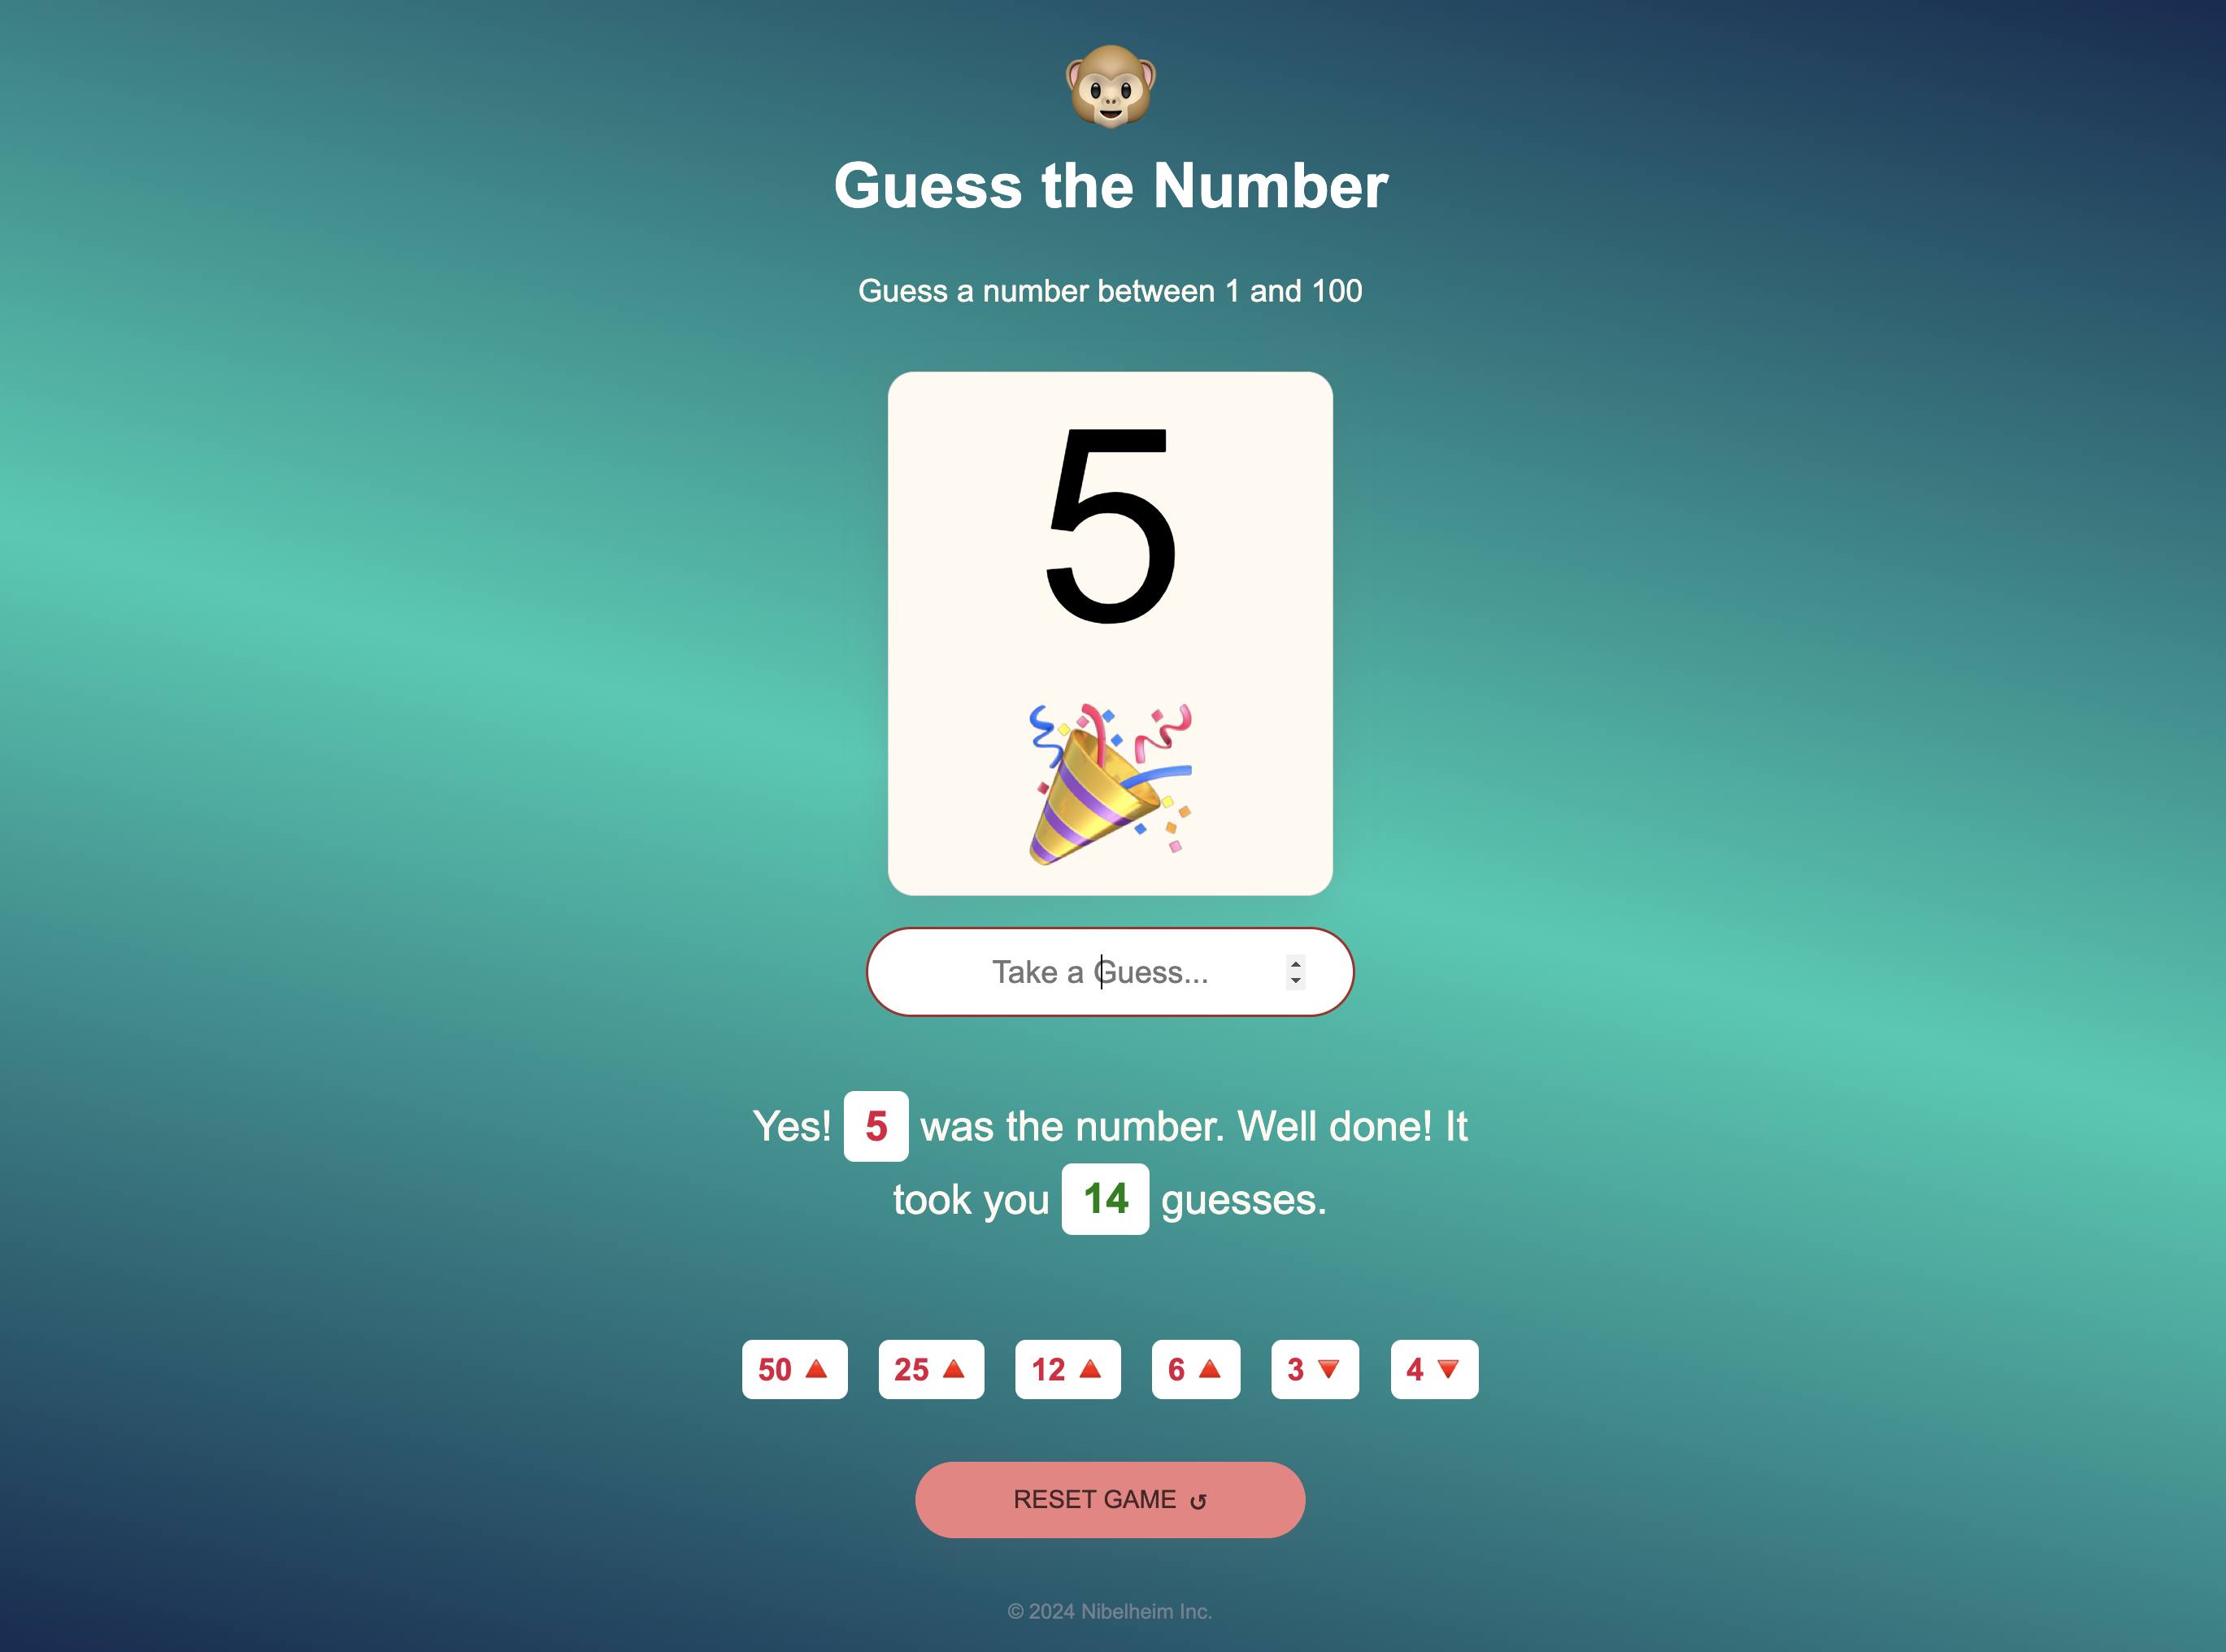 Guess the Number
Guess a number between 1 and 100
5
Take a Guess...
Yes! 5 was the number. Well done! It
took you 14 guesses.
50 🔺 25 🔺 12 🔺 6 🔺 3 🔻 4 🔻
RESET GAME ↺
© 2024 Nibelheim Inc.